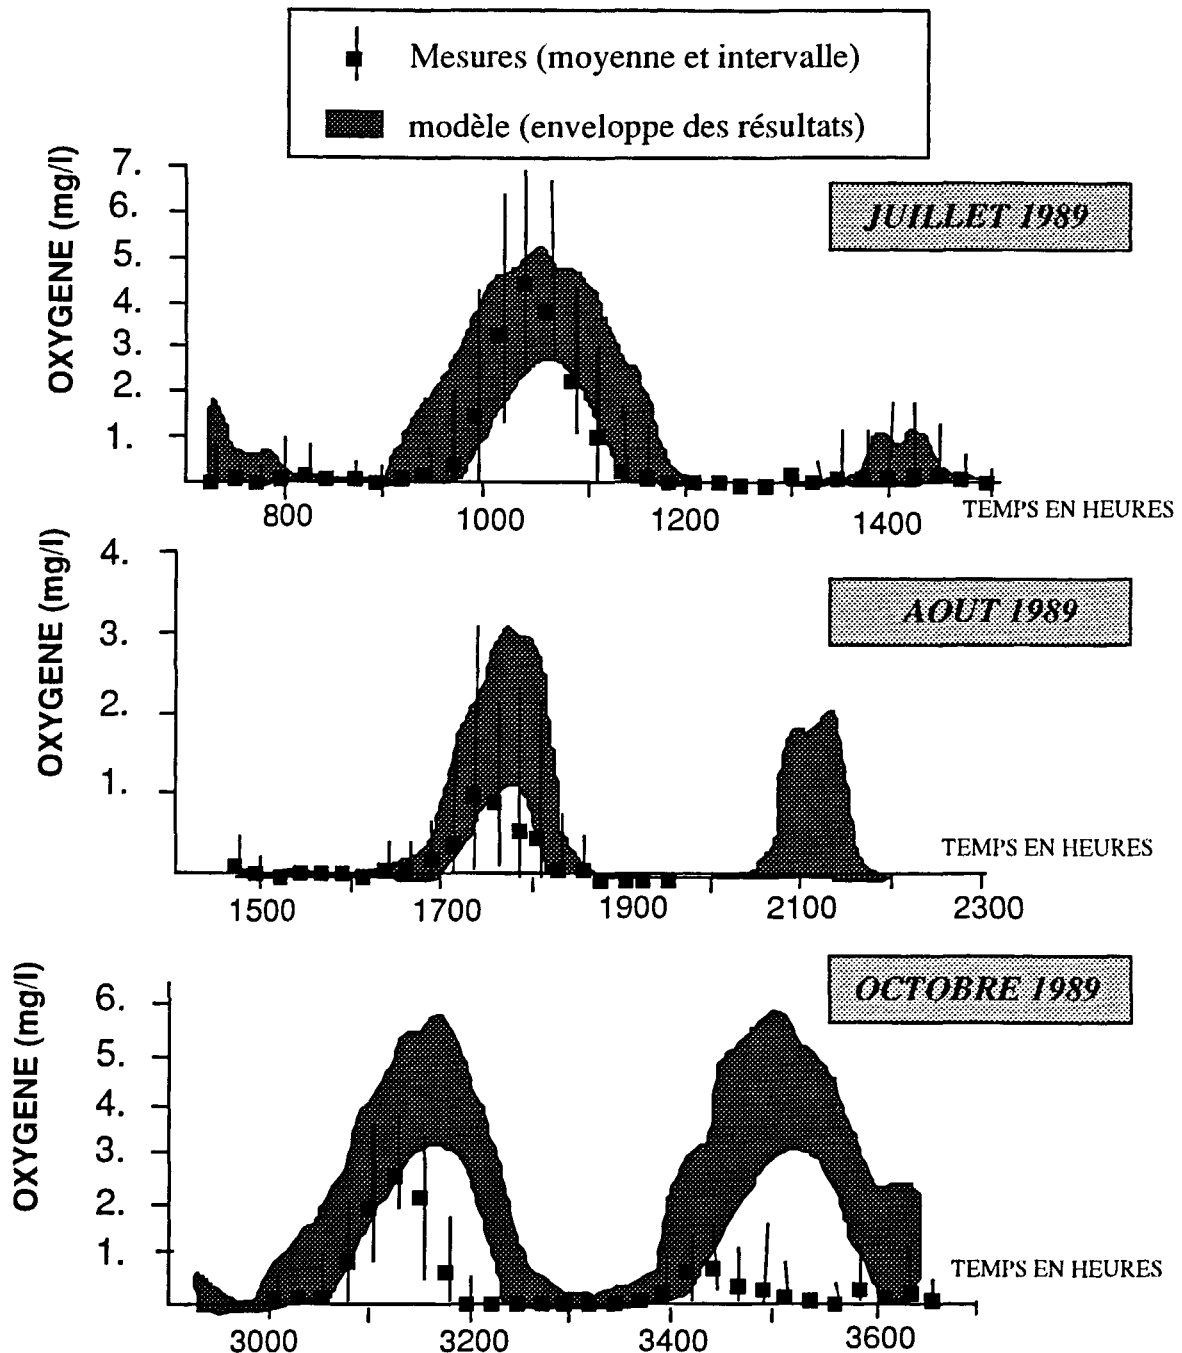 Mesures (moyenne et intervalle)
modèle (enveloppe des résultats)
OXYGENE (mg/l)
7.
6.
5.
4.
3.
2.
1.
JUILLET 1989
800
1000
1200
1400
TEMPS EN HEURES
OXYGENE (mg/l)
4.
3.
2.
1.
AOUT 1989
TEMPS EN HEURES
1500
1700
1900
2100
2300
OXYGENE (mg/l)
6.
5.
4.
3.
2.
1.
OCTOBRE 1989
TEMPS EN HEURES
3000
3200
3400
3600